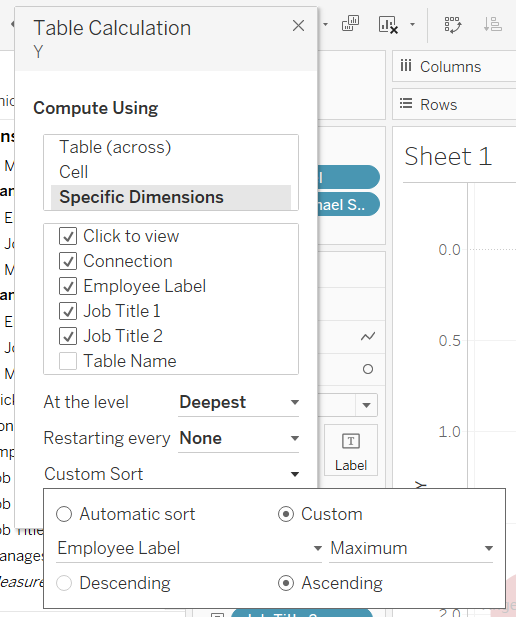 Table Calculation
Y
Compute Using
Table (across)
Cell
Specific Dimensions
Click to view
Connection
Employee Label
Job Title 1
Job Title 2
Table Name
At the level Deepest
Restarting every None
Custom Sort
Automatic sort Custom
Employee Label Maximum
Descending Ascending
Columns
Rows
Sheet 1
0.0
0.5
1.0
2.0
Y
Label
T